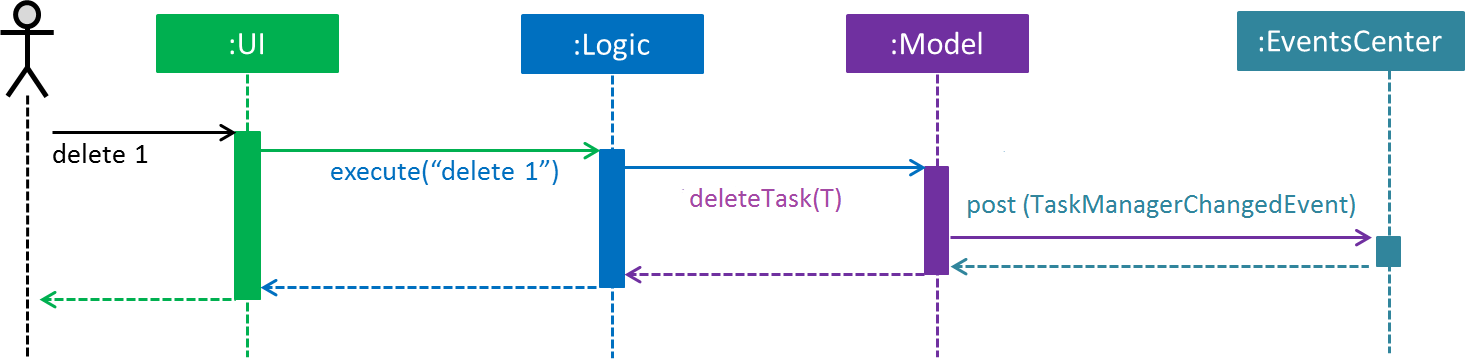 :UI
:Logic
:Model
:EventsCenter
delete 1
execute(“delete 1”)
deleteTask(T)
post (TaskManagerChangedEvent)